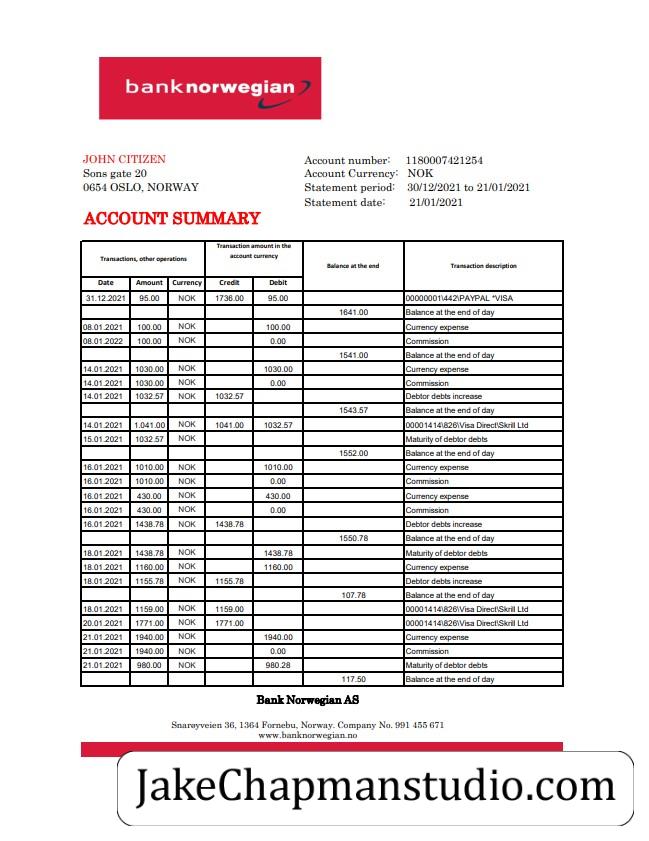 banknorwegian
JOHN CITIZEN
Sons gate 20
0654 OSLO, NORWAY
Account number: 1180007421254
Account Currency: NOK
Statement period: 30/12/2021 to 21/01/2021
Statement date: 21/01/2021
ACCOUNT SUMMARY
Transactions, other operations Transaction amount in the account currency Balance at the end Transaction description
Date Amount Currency Credit Debit
31.12.2021 95.00 NOK 1736.00 95.00 00000001\442\PAYPAL *VISA
1641.00 Balance at the end of day
08.01.2021 100.00 NOK 100.00 Currency expense
08.01.2022 100.00 NOK 0.00 Commission
1541.00 Balance at the end of day
14.01.2021 1030.00 NOK 1030.00 Currency expense
14.01.2021 1030.00 NOK 0.00 Commission
14.01.2021 1032.57 NOK 1032.57 Debtor debts increase
1543.57 Balance at the end of day
14.01.2021 1.041.00 NOK 1041.00 1032.57 00001414\826\Visa Direct\Skrill Ltd
15.01.2021 1032.57 NOK Maturity of debtor debts
1552.00 Balance at the end of day
16.01.2021 1010.00 NOK 1010.00 Currency expense
16.01.2021 1010.00 NOK 0.00 Commission
16.01.2021 430.00 NOK 430.00 Currency expense
16.01.2021 430.00 NOK 0.00 Commission
16.01.2021 1438.78 NOK 1438.78 Debtor debts increase
1550.78 Balance at the end of day
18.01.2021 1438.78 NOK 1438.78 Maturity of debtor debts
18.01.2021 1160.00 NOK 1160.00 Currency expense
18.01.2021 1155.78 NOK 1155.78 Debtor debts increase
107.78 Balance at the end of day
18.01.2021 1159.00 NOK 1159.00 00001414\826\Visa Direct\Skrill Ltd
20.01.2021 1771.00 NOK 1771.00 00001414\826\Visa Direct\Skrill Ltd
21.01.2021 1940.00 NOK 1940.00 Currency expense
21.01.2021 1940.00 NOK 0.00 Commission
21.01.2021 980.00 NOK 980.28 Maturity of debtor debts
117.50 Balance at the end of day
Bank Norwegian AS
Snarøyveien 36, 1364 Fornebu, Norway. Company No. 991 455 671
www.banknorwegian.no
JakeChapmanstudio.com